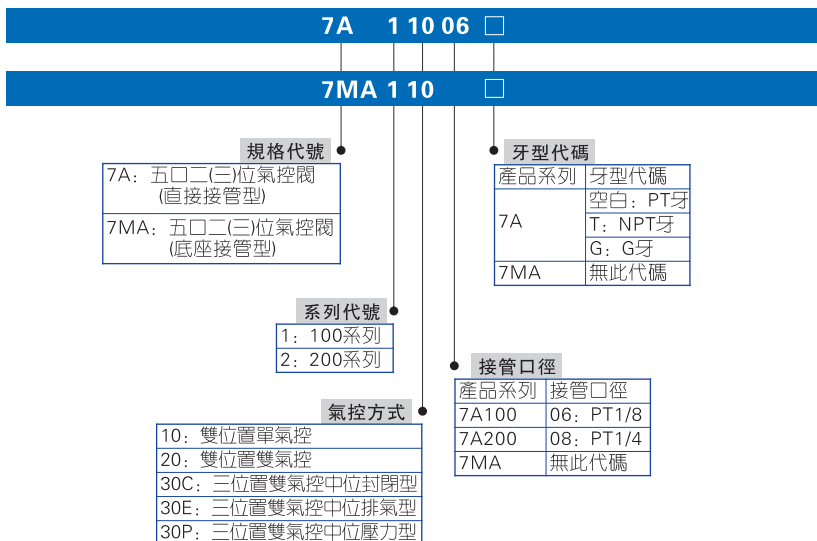 7A 1 10 06 □
7MA 1 10 □
規格代號
7A：五口二(三)位氣控閥
(直接接管型)
7MA：五口二(三)位氣控閥
(底座接管型)
牙型代碼
產品系列 牙型代碼
7A
空白：PT牙
T：NPT牙
G：G牙
7MA 無此代碼
系列代號
1：100系列
2：200系列
接管口徑
產品系列 接管口徑
7A100 06：PT1/8
7A200 08：PT1/4
7MA 無此代碼
氣控方式
10：雙位置單氣控
20：雙位置雙氣控
30C：三位置雙氣控中位封閉型
30E：三位置雙氣控中位排氣型
30P：三位置雙氣控中位壓力型